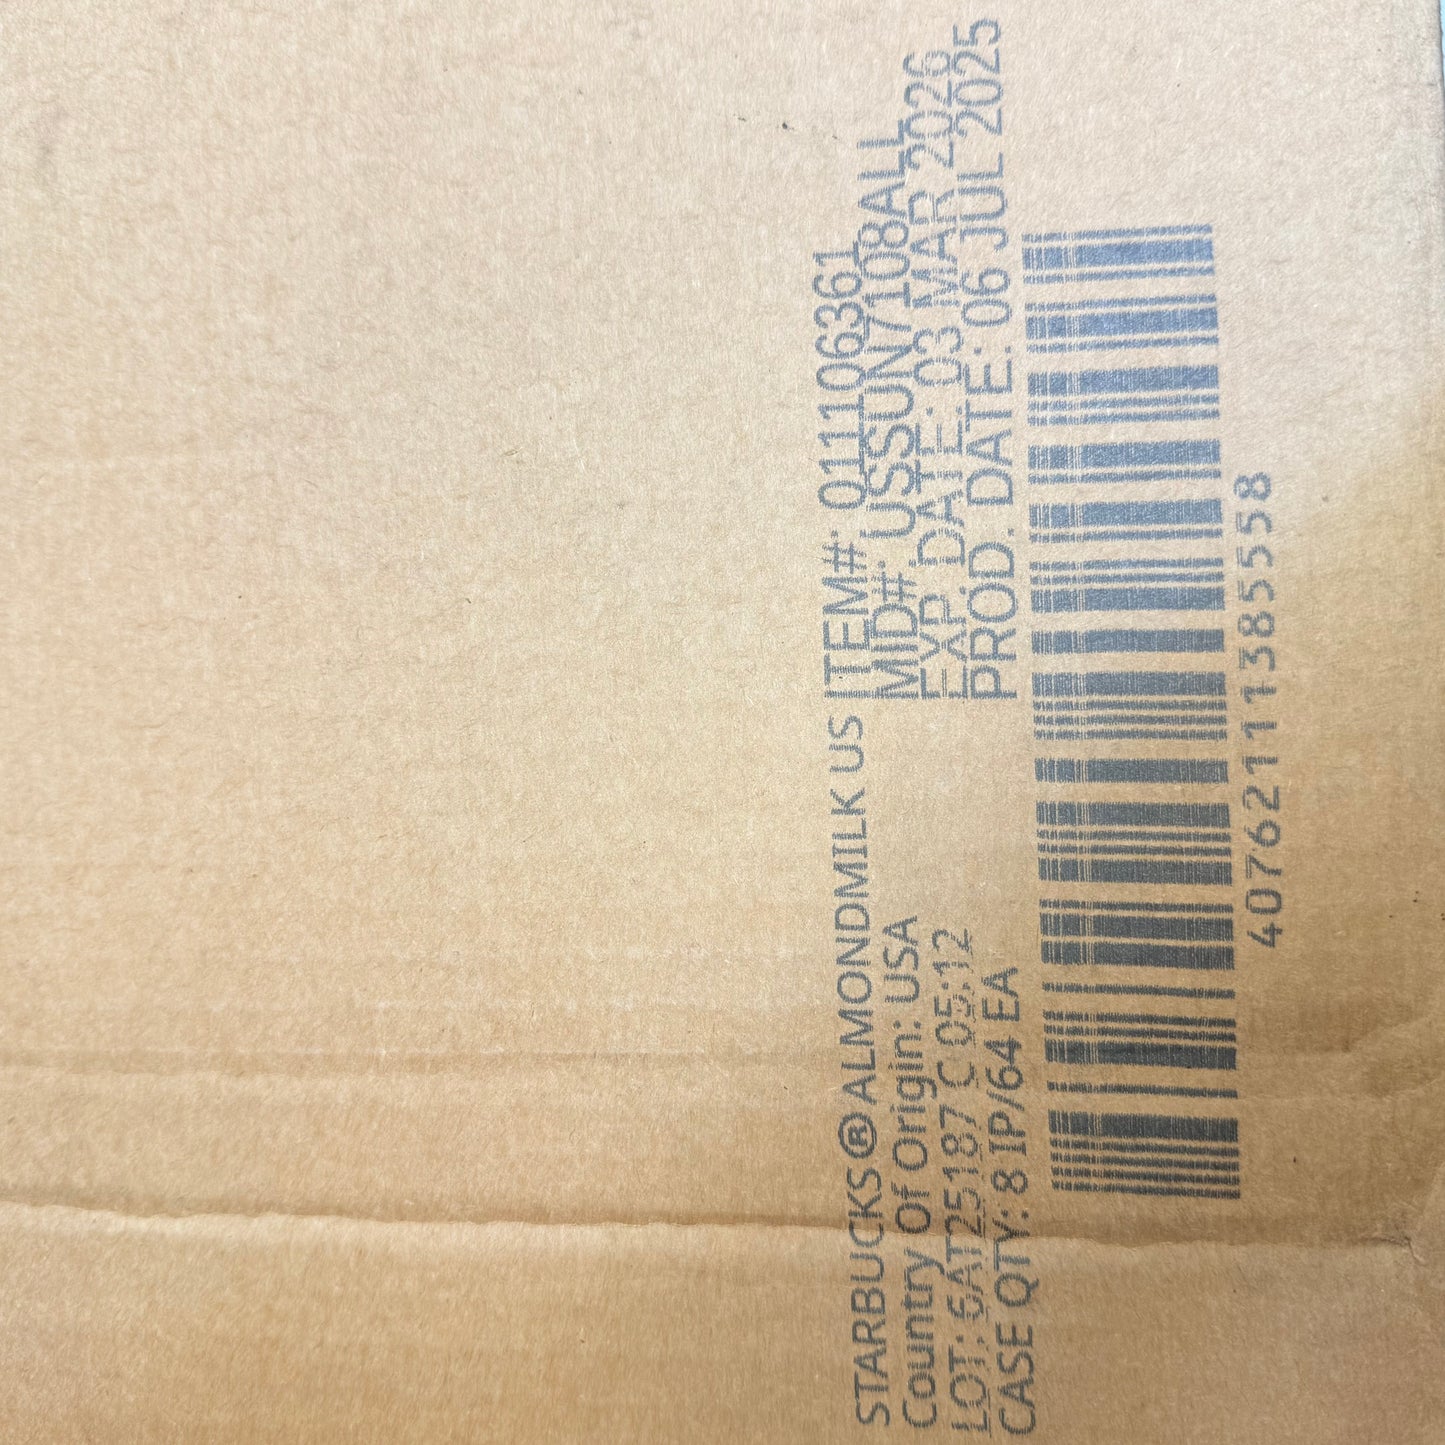 STARBUCKS®ALMONDMILK US ITEM#: 011106361
Country Of Origin: USA MID#: USSUN7108ALL
LOT: 6AT25187 C 05:12 EXP. DATE: 03 MAR 2026
CASE QTY: 8 IP/64 EA PROD. DATE: 06 JUL 2025
40762111385558